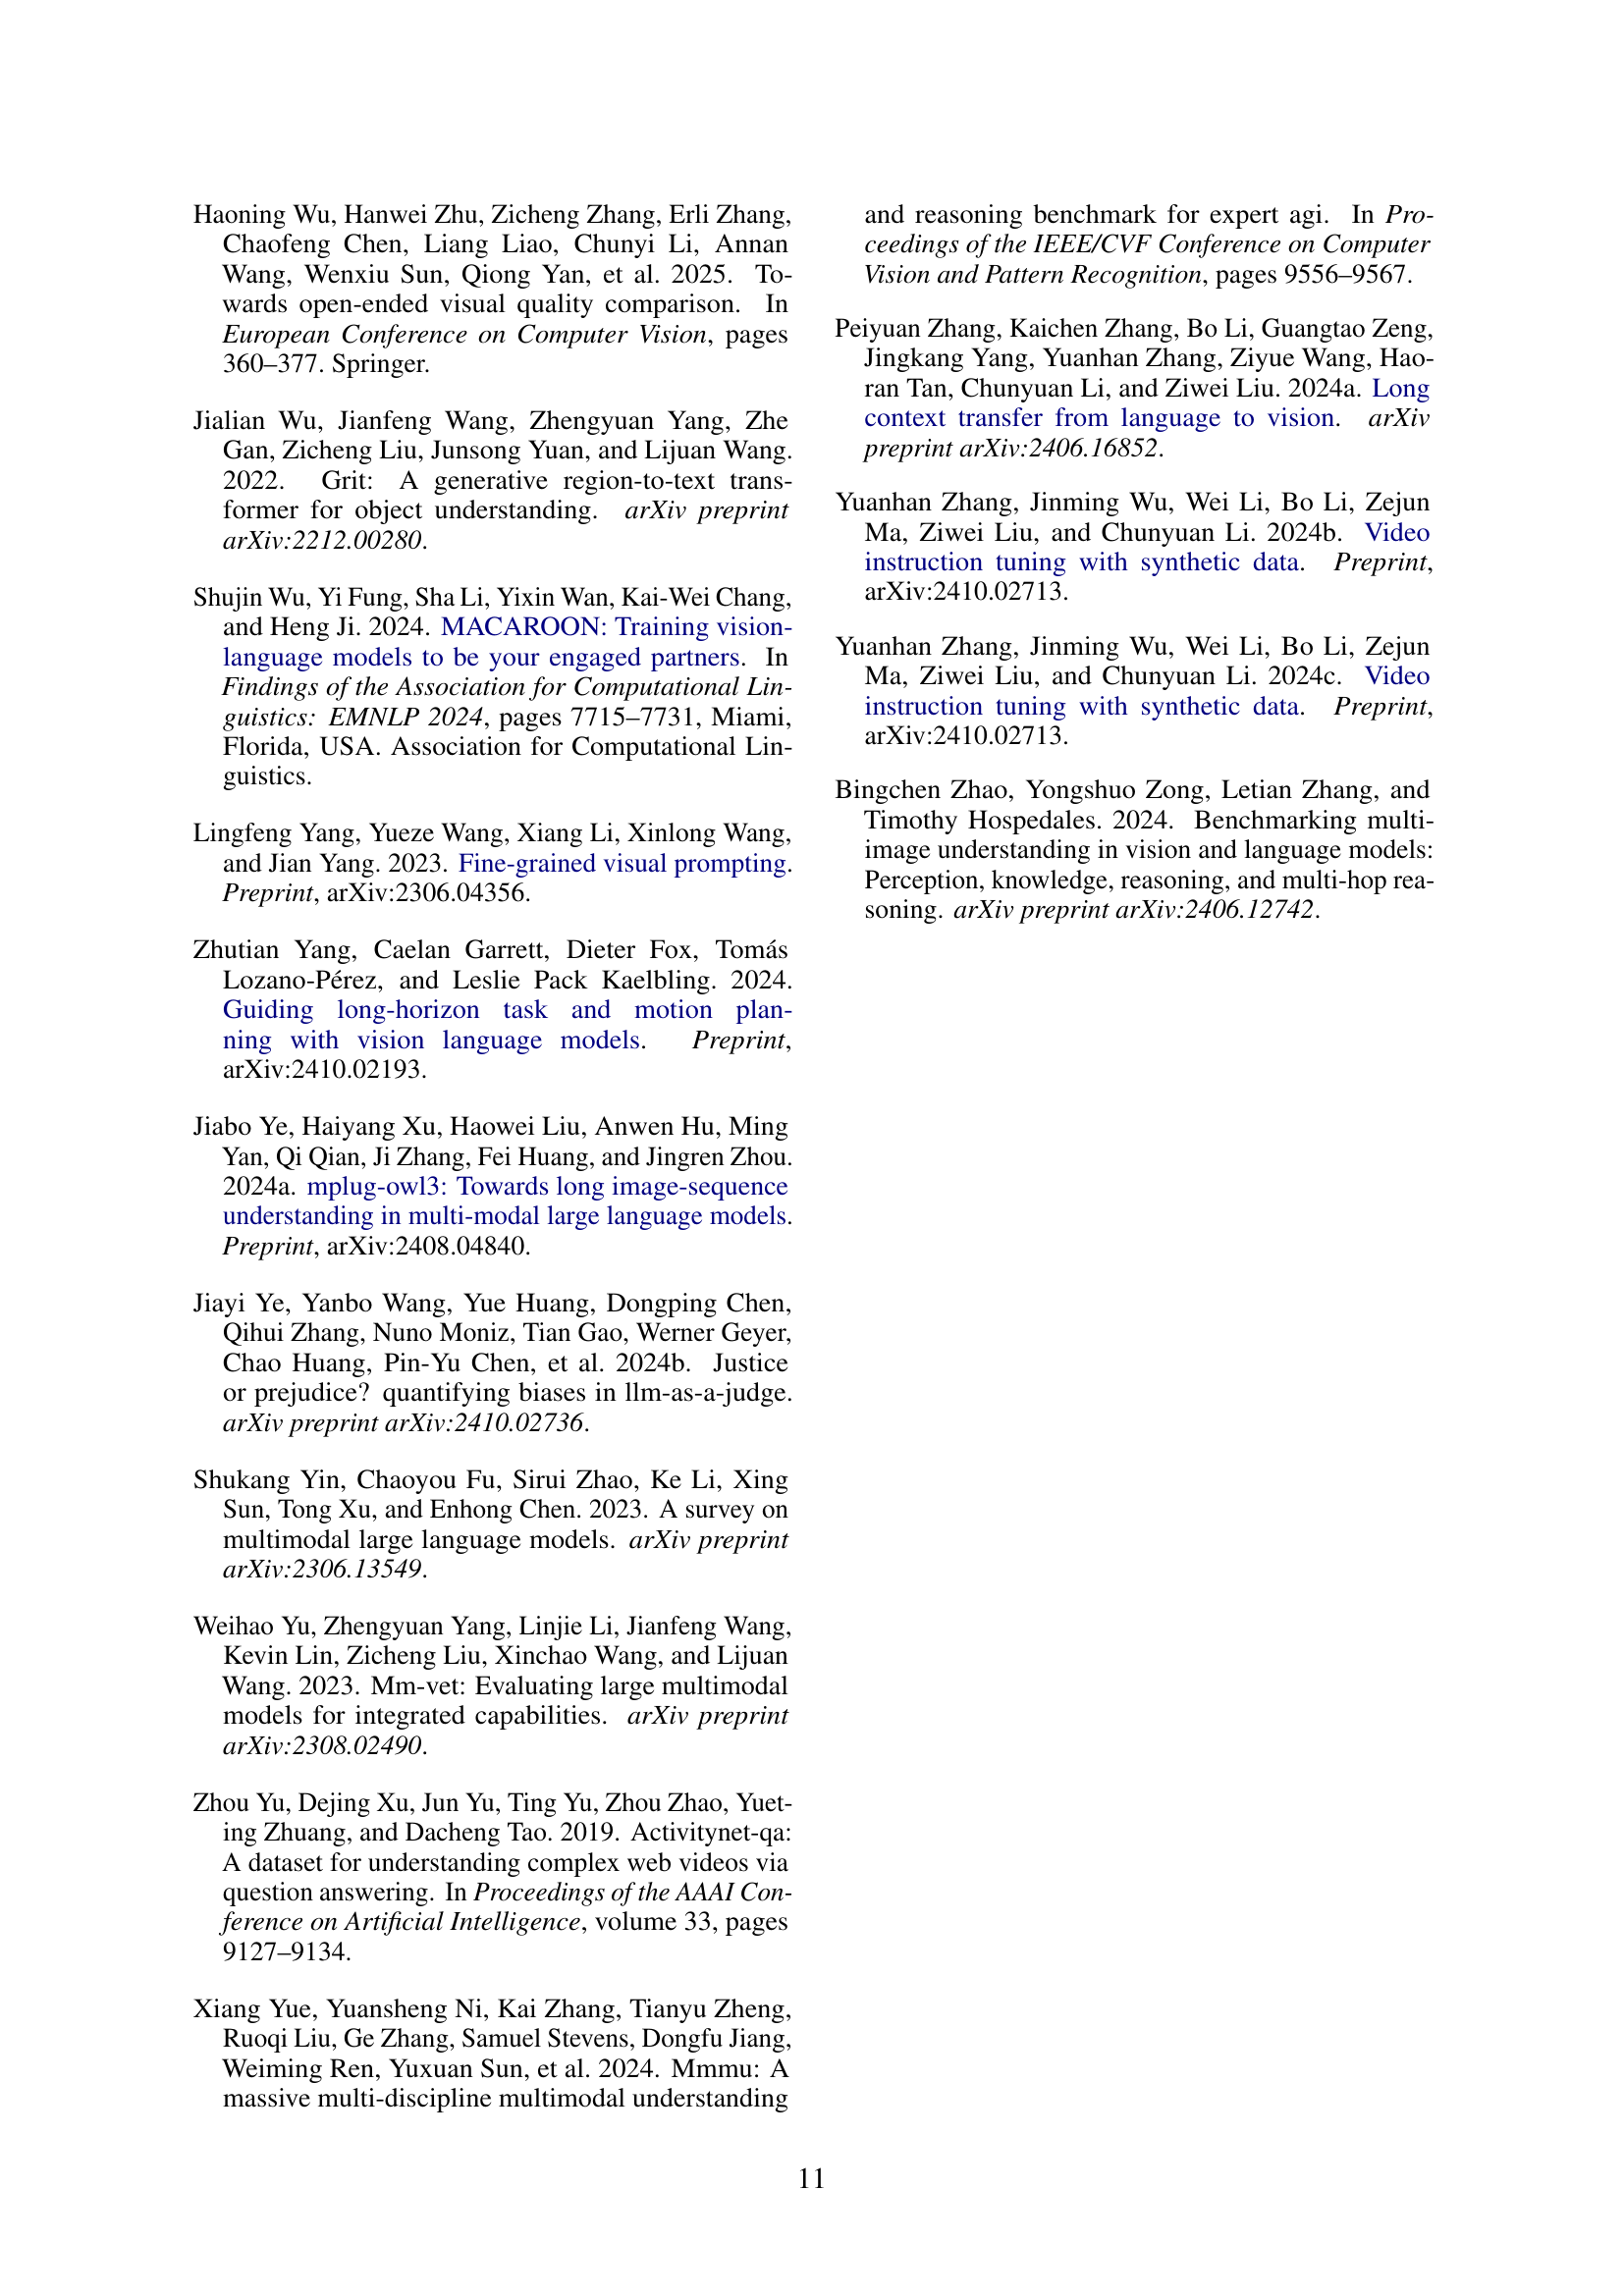 Haoning Wu, Hanwei Zhu, Zicheng Zhang, Erli Zhang,
Chaofeng Chen, Liang Liao, Chunyi Li, Annan
Wang, Wenxiu Sun, Qiong Yan, et al. 2025. To-
wards open-ended visual quality comparison. In
European Conference on Computer Vision, pages
360–377. Springer.
Jialian Wu, Jianfeng Wang, Zhengyuan Yang, Zhe
Gan, Zicheng Liu, Junsong Yuan, and Lijuan Wang.
2022. Grit: A generative region-to-text trans-
former for object understanding. arXiv preprint
arXiv:2212.00280.
Shujin Wu, Yi Fung, Sha Li, Yixin Wan, Kai-Wei Chang,
and Heng Ji. 2024. MACAROON: Training vision-
language models to be your engaged partners. In
Findings of the Association for Computational Lin-
guistics: EMNLP 2024, pages 7715–7731, Miami,
Florida, USA. Association for Computational Lin-
guistics.
Lingfeng Yang, Yueze Wang, Xiang Li, Xinlong Wang,
and Jian Yang. 2023. Fine-grained visual prompting.
Preprint, arXiv:2306.04356.
Zhutian Yang, Caelan Garrett, Dieter Fox, Tomás
Lozano-Pérez, and Leslie Pack Kaelbling. 2024.
Guiding long-horizon task and motion plan-
ning with vision language models. Preprint,
arXiv:2410.02193.
Jiabo Ye, Haiyang Xu, Haowei Liu, Anwen Hu, Ming
Yan, Qi Qian, Ji Zhang, Fei Huang, and Jingren Zhou.
2024a. mplug-owl3: Towards long image-sequence
understanding in multi-modal large language models.
Preprint, arXiv:2408.04840.
Jiayi Ye, Yanbo Wang, Yue Huang, Dongping Chen,
Qihui Zhang, Nuno Moniz, Tian Gao, Werner Geyer,
Chao Huang, Pin-Yu Chen, et al. 2024b. Justice
or prejudice? quantifying biases in llm-as-a-judge.
arXiv preprint arXiv:2410.02736.
Shukang Yin, Chaoyou Fu, Sirui Zhao, Ke Li, Xing
Sun, Tong Xu, and Enhong Chen. 2023. A survey on
multimodal large language models. arXiv preprint
arXiv:2306.13549.
Weihao Yu, Zhengyuan Yang, Linjie Li, Jianfeng Wang,
Kevin Lin, Zicheng Liu, Xinchao Wang, and Lijuan
Wang. 2023. Mm-vet: Evaluating large multimodal
models for integrated capabilities. arXiv preprint
arXiv:2308.02490.
Zhou Yu, Dejing Xu, Jun Yu, Ting Yu, Zhou Zhao, Yuet-
ing Zhuang, and Dacheng Tao. 2019. Activitynet-qa:
A dataset for understanding complex web videos via
question answering. In Proceedings of the AAAI Con-
ference on Artificial Intelligence, volume 33, pages
9127–9134.
Xiang Yue, Yuansheng Ni, Kai Zhang, Tianyu Zheng,
Ruoqi Liu, Ge Zhang, Samuel Stevens, Dongfu Jiang,
Weiming Ren, Yuxuan Sun, et al. 2024. Mmmu: A
massive multi-discipline multimodal understanding
and reasoning benchmark for expert agi. In Pro-
ceedings of the IEEE/CVF Conference on Computer
Vision and Pattern Recognition, pages 9556–9567.
Peiyuan Zhang, Kaichen Zhang, Bo Li, Guangtao Zeng,
Jingkang Yang, Yuanhan Zhang, Ziyue Wang, Hao-
ran Tan, Chunyuan Li, and Ziwei Liu. 2024a. Long
context transfer from language to vision. arXiv
preprint arXiv:2406.16852.
Yuanhan Zhang, Jinming Wu, Wei Li, Bo Li, Zejun
Ma, Ziwei Liu, and Chunyuan Li. 2024b. Video
instruction tuning with synthetic data. Preprint,
arXiv:2410.02713.
Yuanhan Zhang, Jinming Wu, Wei Li, Bo Li, Zejun
Ma, Ziwei Liu, and Chunyuan Li. 2024c. Video
instruction tuning with synthetic data. Preprint,
arXiv:2410.02713.
Bingchen Zhao, Yongshuo Zong, Letian Zhang, and
Timothy Hospedales. 2024. Benchmarking multi-
image understanding in vision and language models:
Perception, knowledge, reasoning, and multi-hop rea-
soning. arXiv preprint arXiv:2406.12742.
11